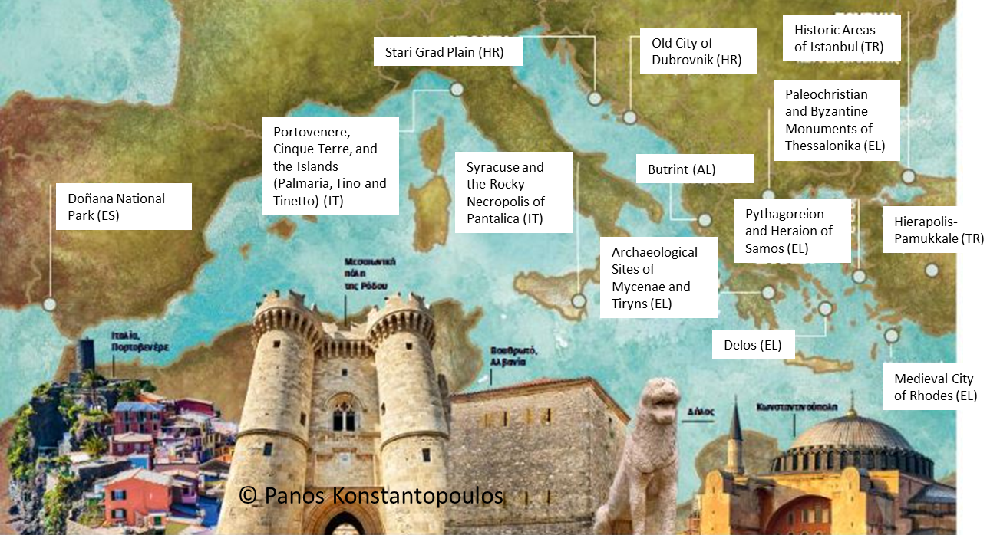 Stari Grad Plain (HR)
Old City of
Dubrovnik (HR)
Historic Areas
of Istanbul (TR)
Paleochristian
and Byzantine
Monuments of
Thessalonika (EL)
Portovenere,
Cinque Terre, and
the Islands
(Palmaria, Tino and
Tinetto) (IT)
Syracuse and
the Rocky
Necropolis of
Pantalica (IT)
Butrint (AL)
Doñana National
Park (ES)
Pythagoreion
and Heraion of
Samos (EL)
Hierapolis-
Pamukkale (TR)
Archaeological
Sites of
Mycenae and
Tiryns (EL)
Delos (EL)
Medieval City
of Rhodes (EL)
Μεσαιωνική
πόλη
της Ρόδου
Ιταλία,
Πορτοβενέρε
Βουθρωτό,
Αλβανία
Δήλος
Κωνσταντινούπολη
© Panos Konstantopoulos